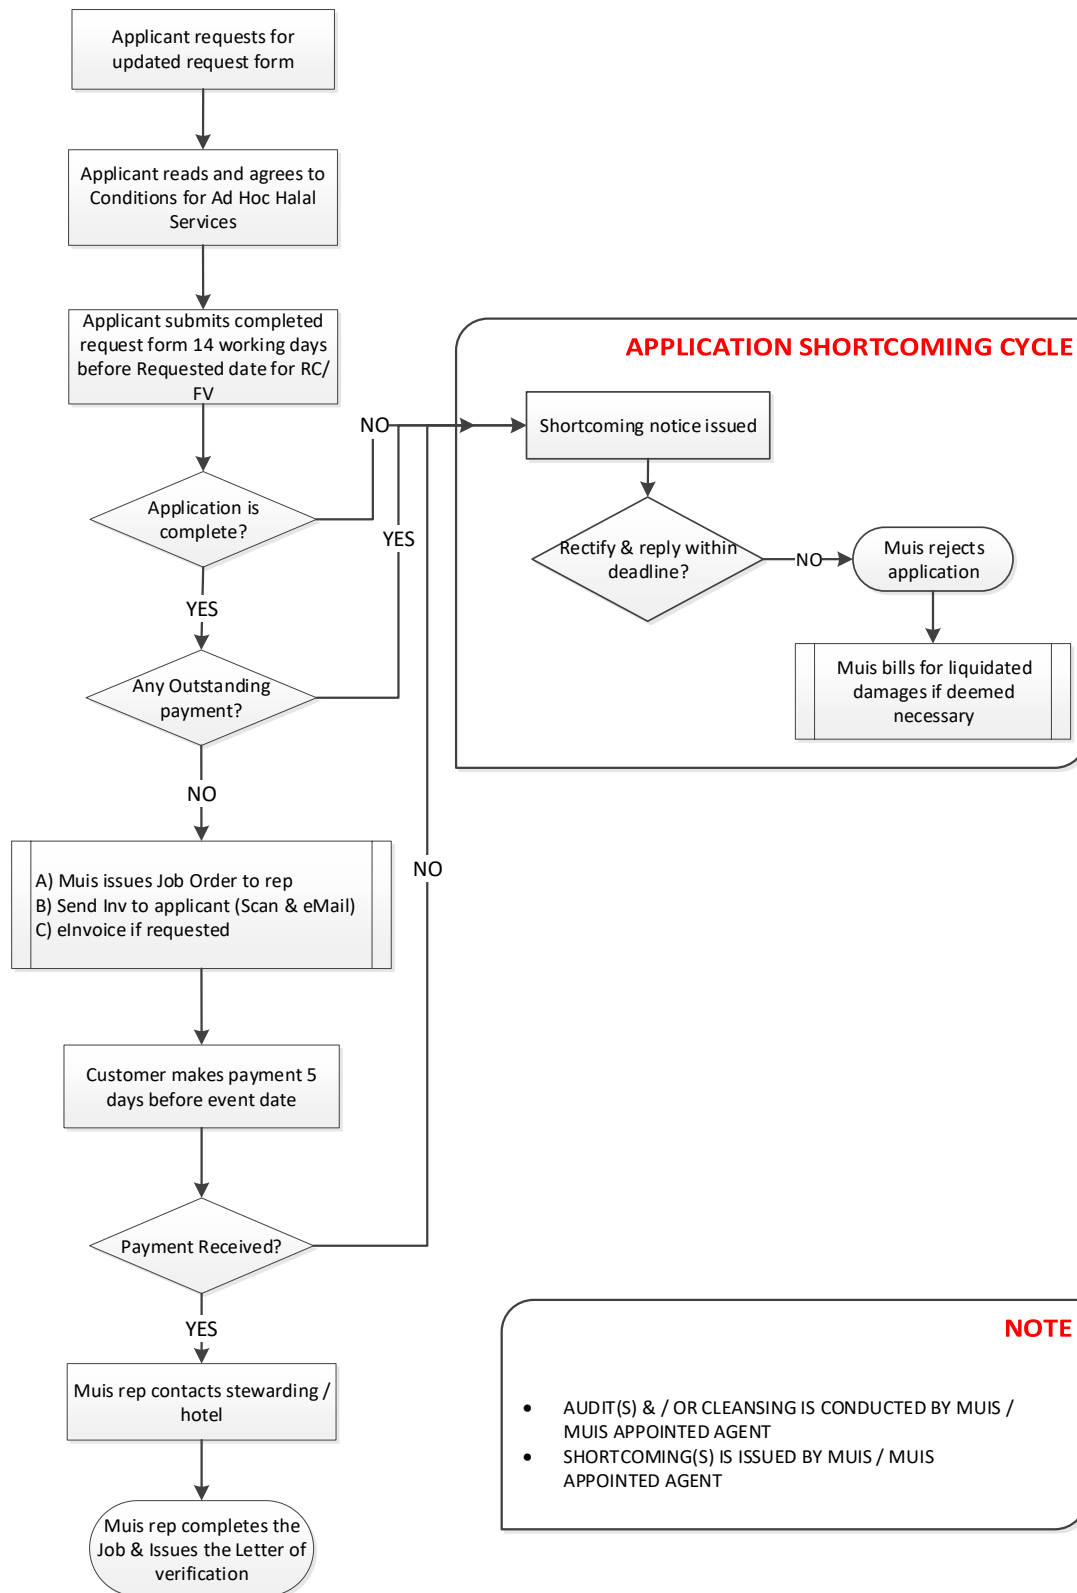 Applicant requests for
updated request form
Applicant reads and agrees to
Conditions for Ad Hoc Halal
Services
Applicant submits completed
request form 14 working days
before Requested date for RC/
FV
Application is
complete?
NO
YES
YES
Any Outstanding
payment?
NO
A) Muis issues Job Order to rep
B) Send Inv to applicant (Scan & eMail)
C) eInvoice if requested
Customer makes payment 5
days before event date
Payment Received?
NO
YES
Muis rep contacts stewarding /
hotel
Muis rep completes the
Job & Issues the Letter of
verification
APPLICATION SHORTCOMING CYCLE
Shortcoming notice issued
Rectify & reply within
deadline?
NO
Muis rejects
application
Muis bills for liquidated
damages if deemed
necessary
NOTE
• AUDIT(S) & / OR CLEANSING IS CONDUCTED BY MUIS /
MUIS APPOINTED AGENT
• SHORTCOMING(S) IS ISSUED BY MUIS / MUIS
APPOINTED AGENT